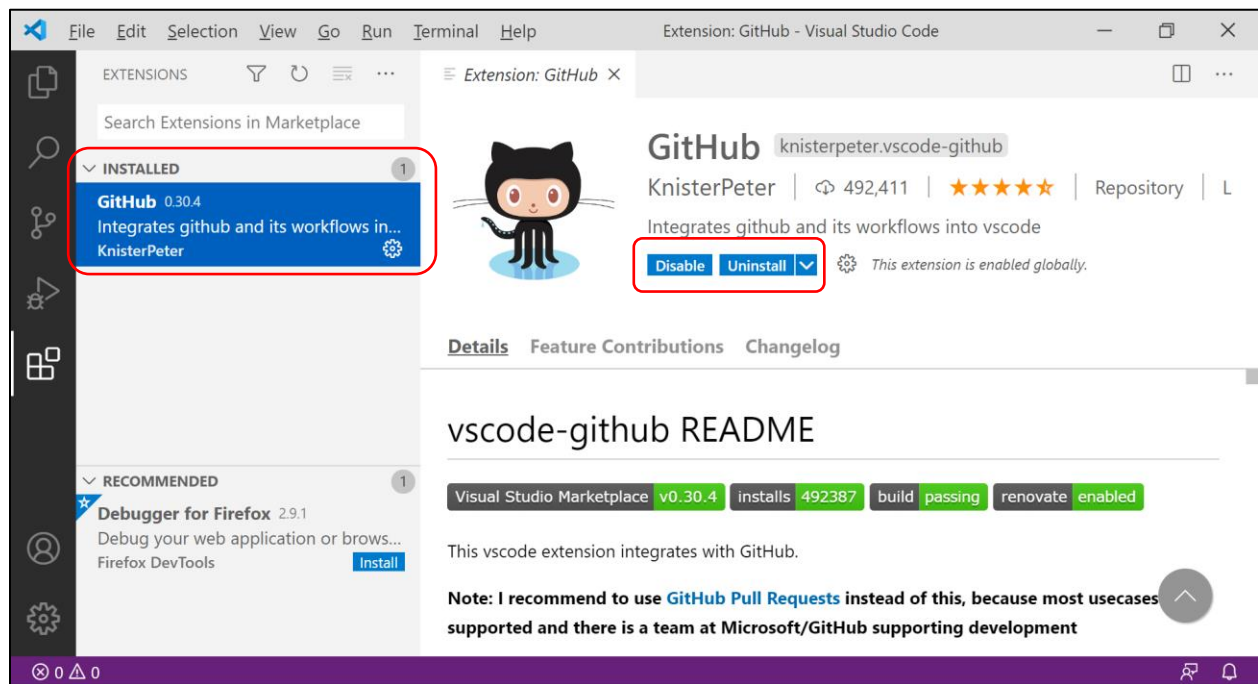 File Edit Selection View Go Run Terminal Help Extension: GitHub - Visual Studio Code
EXTENSIONS
Extension: GitHub
Search Extensions in Marketplace
INSTALLED 1
GitHub 0.30.4
Integrates github and its workflows in...
KnisterPeter
GitHub knisterpeter.vscode-github
KnisterPeter 492,411 Repository L
Integrates github and its workflows into vscode
Disable Uninstall This extension is enabled globally.
Details Feature Contributions Changelog
vscode-github README
Visual Studio Marketplace v0.30.4 installs 492387 build passing renovate enabled
This vscode extension integrates with GitHub.
Note: I recommend to use GitHub Pull Requests instead of this, because most usecases
supported and there is a team at Microsoft/GitHub supporting development
RECOMMENDED 1
Debugger for Firefox 2.9.1
Debug your web application or brows...
Firefox DevTools Install
0 0